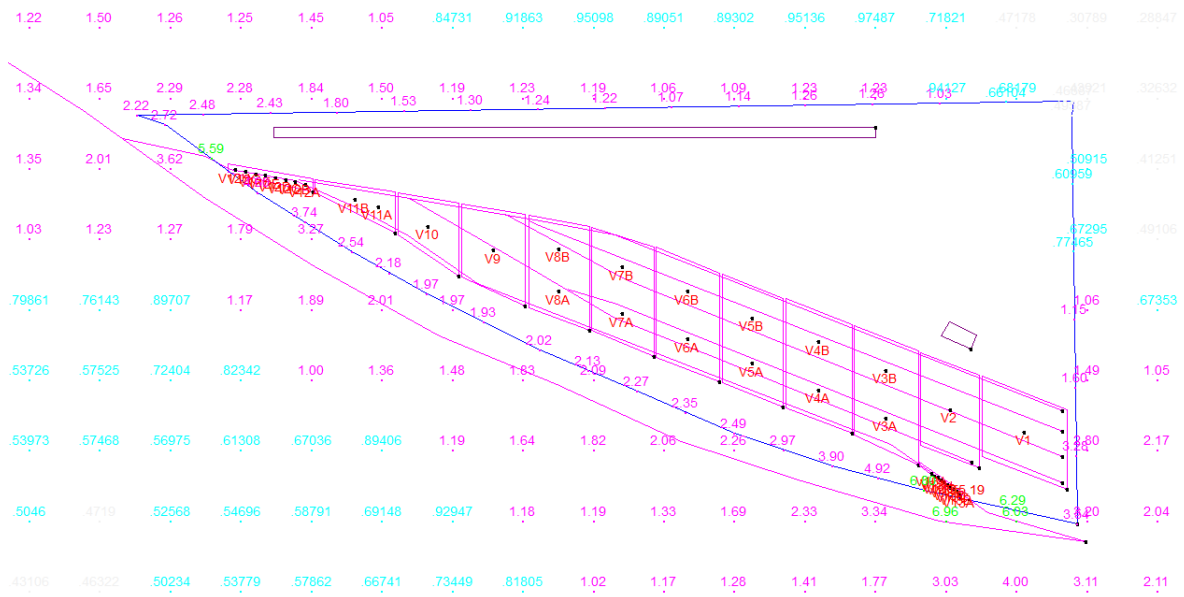 1.22 1.50 1.26 1.25 1.45 1.05 .84731 .91863 .95098 .89051 .89302 .95136 .97487 .71821 .47178 .30789 .28847
1.34 1.65 2.29 2.28 1.84 1.50 1.19 1.23 1.19 1.06 1.09 1.23 1.23 .94127 .68179 .32632
2.22 2.48 2.43 1.80 1.53 1.30 1.24 1.22 1.07 1.14 1.26 1.26 1.03 .66104
2.72
5.59
1.35 2.01 3.62 .50915 .41251
.60959
V12A
V11B V11A
3.74
1.03 1.23 1.27 1.79 3.27 V10 .67295 .49106
2.54 V9 V8B .77465
2.18 V7B
1.97 V8A V6B
.79861 .76143 .89707 1.17 1.89 2.01 1.97 1.06 .67353
1.93 V7A V5B 1.15
2.02 V6A V4B
2.13 V5A V3B
.53726 .57525 .72404 .82342 1.00 1.36 1.48 1.83 2.09 1.49 1.05
2.27 V4A 1.60
2.35 V3A V2
2.49 V1
.53973 .57468 .56975 .61308 .67036 .89406 1.19 1.64 1.82 2.06 2.26 2.97 2.17
3.90 4.92
5.19
6.29
V13A
.5046 .4719 .52568 .54696 .58791 .69148 .92947 1.18 1.19 1.33 1.69 2.33 3.34 6.96 6.03 2.04
.43106 .46322 .50234 .53779 .57862 .66741 .73449 .81805 1.02 1.17 1.28 1.41 1.77 3.03 4.00 3.11 2.11